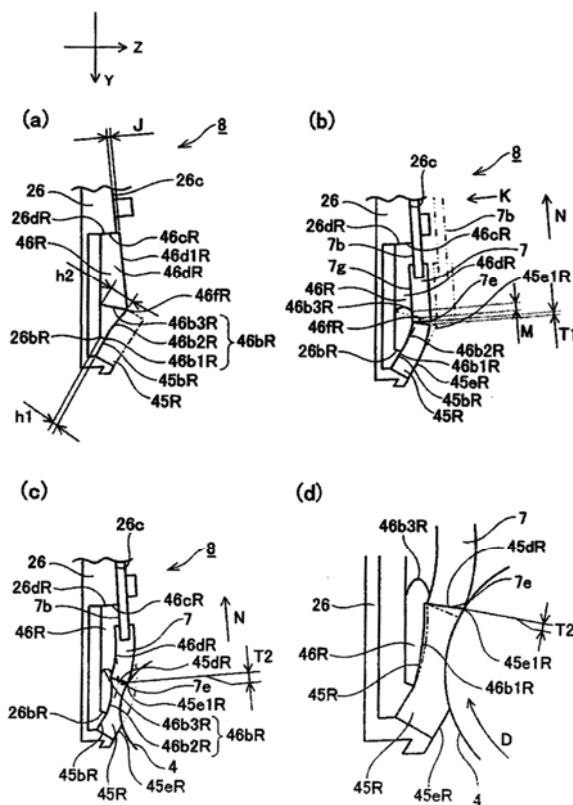 Z
Y
(a)
J
8
26
26c
26dR
46cR
46R
46d1R
46dR
h2
46fR
46b3R
46b2R
46bR
26bR
46b1R
45bR
45R
h1
(b)
8
26c
26
K
N
26dR
7b
46cR
7b
7
7g
46dR
46R
7e
45e1R
46b3R
46fR
26bR
M
T1
46b2R
46b1R
45eR
45bR
45R
(c)
26c
8
26
26dR
46cR
7b
7
N
46R
46dR
T2
45dR
7e
26bR
45e1R
46b3R
46bR
46b2R
45bR
4
45R
45eR
(d)
46b3R
7
45dR
26
7e
T2
46R
45e1R
45R
46b1R
D
45R
45eR
4